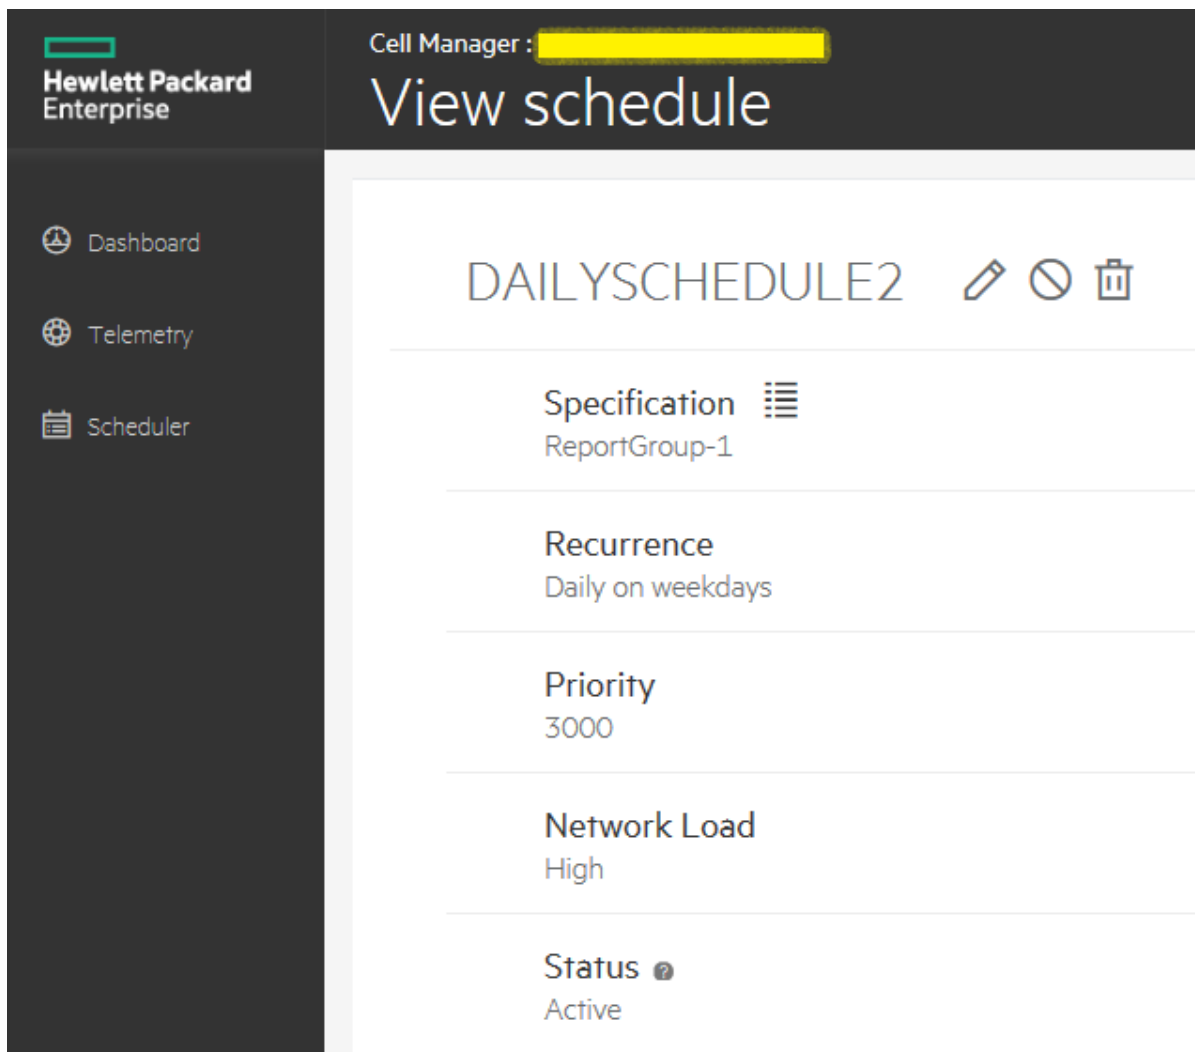 Hewlett Packard
Enterprise
Cell Manager :
View schedule
Dashboard
Telemetry
Scheduler
DAILYSCHEDULE2
Specification
ReportGroup-1
Recurrence
Daily on weekdays
Priority
3000
Network Load
High
Status ?
Active